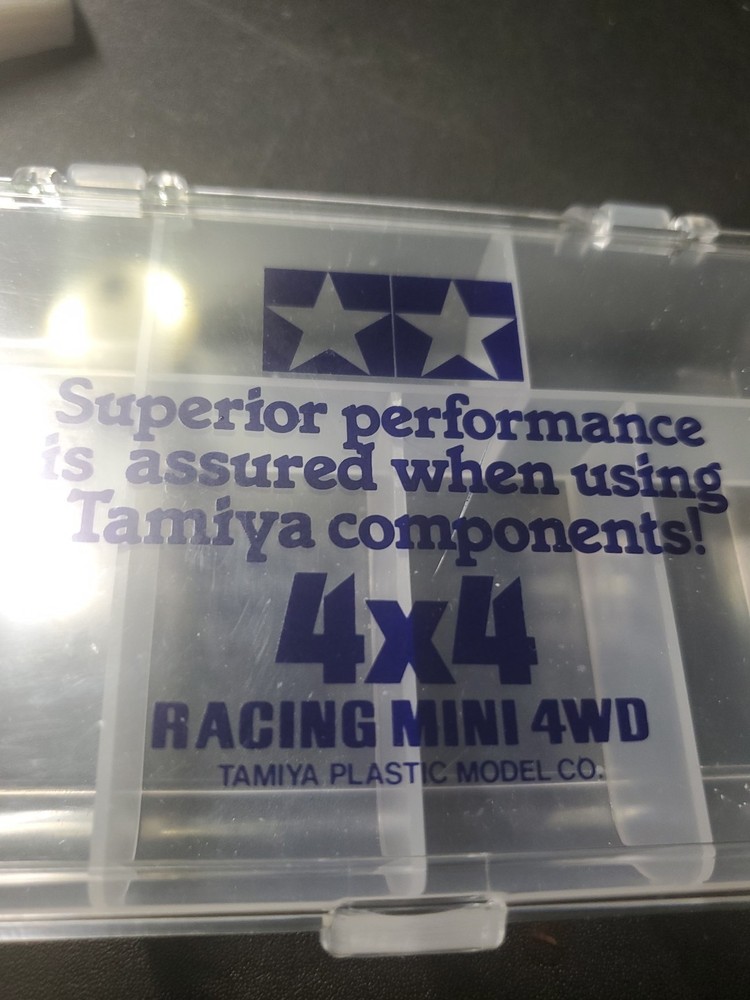 Superior performance
is assured when using
Tamiya components!
4x4
RACING MINI 4WD
TAMIYA PLASTIC MODEL CO.